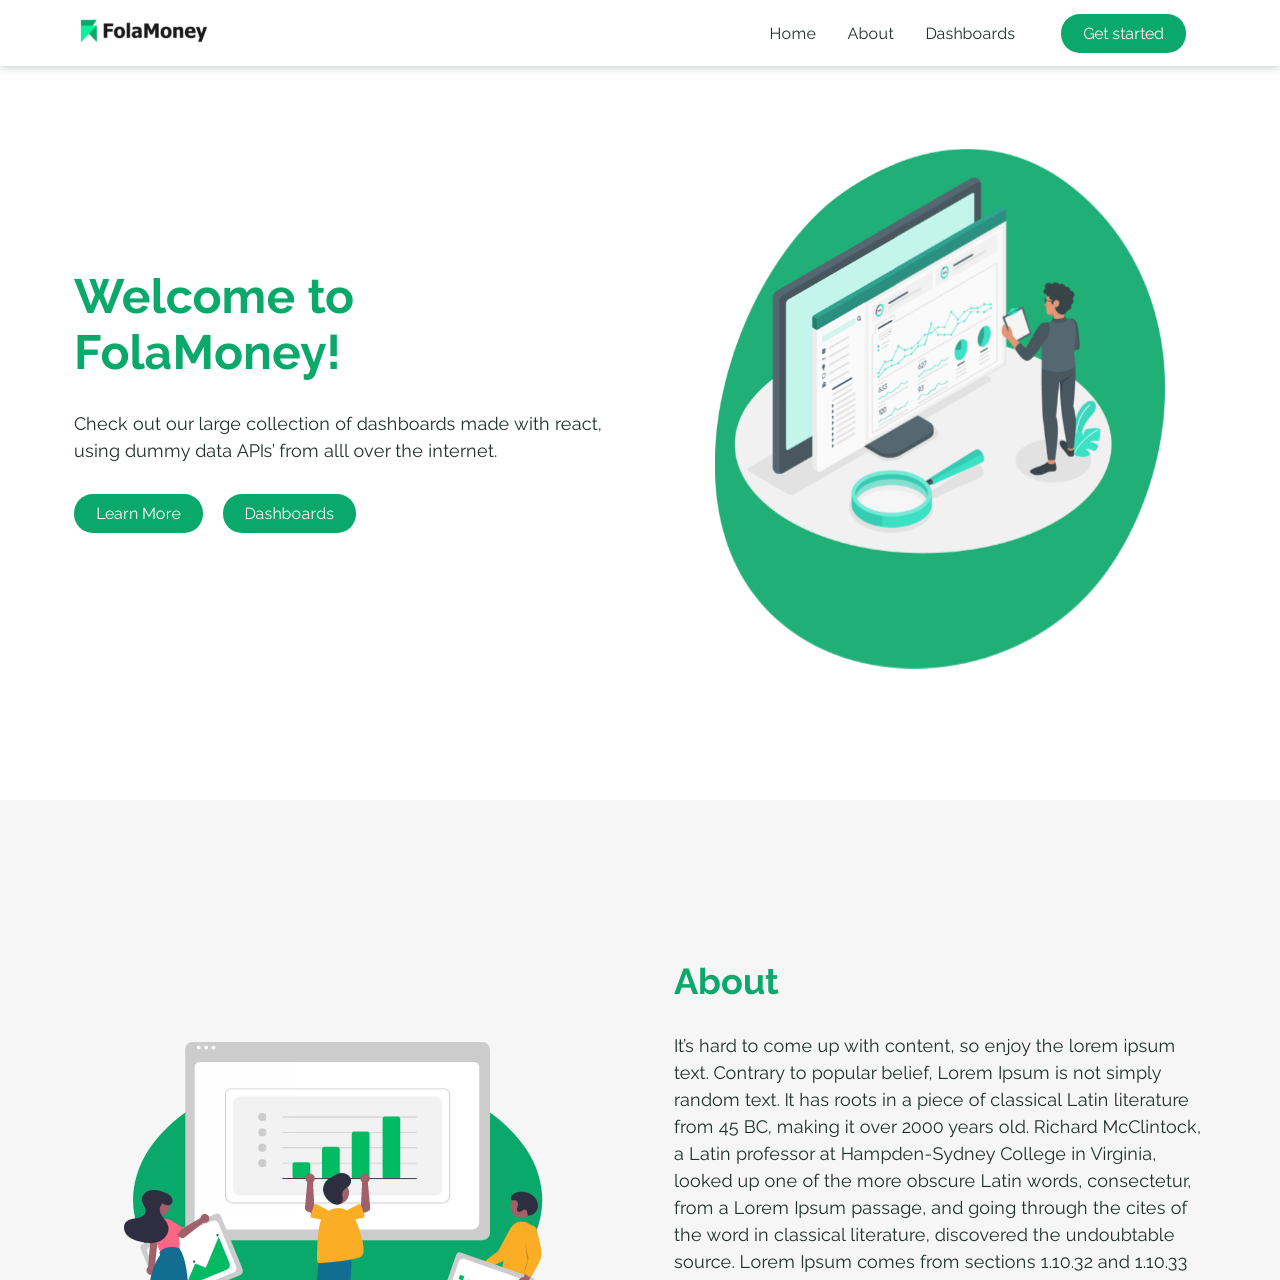 FolaMoney
Home
About
Dashboards
Get started
Welcome to
FolaMoney!
Check out our large collection of dashboards made with react,
using dummy data APIs’ from alll over the internet.
Learn More
Dashboards
633
627
120
93
About
It’s hard to come up with content, so enjoy the lorem ipsum
text. Contrary to popular belief, Lorem Ipsum is not simply
random text. It has roots in a piece of classical Latin literature
from 45 BC, making it over 2000 years old. Richard McClintock,
a Latin professor at Hampden-Sydney College in Virginia,
looked up one of the more obscure Latin words, consectetur,
from a Lorem Ipsum passage, and going through the cites of
the word in classical literature, discovered the undoubtable
source. Lorem Ipsum comes from sections 1.10.32 and 1.10.33